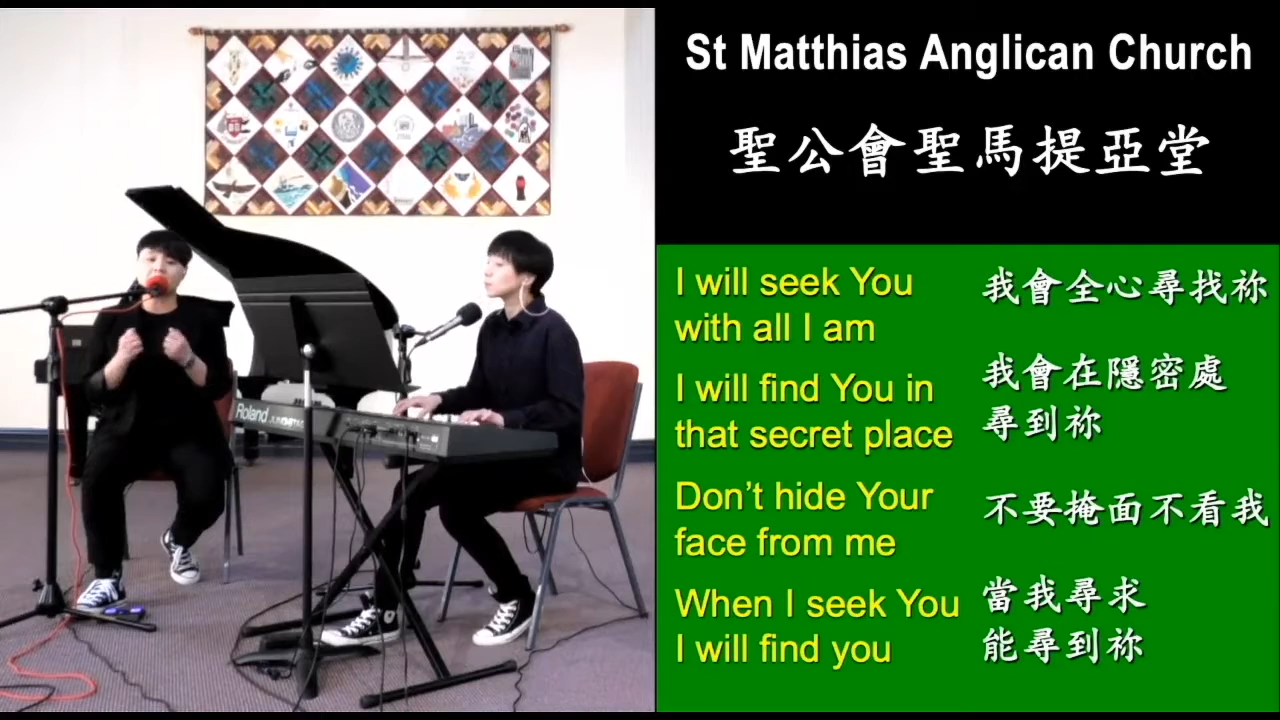 St Matthias Anglican Church
聖公會聖馬提亞堂
I will seek You
with all I am
我會全心尋找祢
I will find You in
that secret place
我會在隱密處
尋到祢
Don't hide Your
face from me
不要掩面不看我
When I seek You
I will find you
當我尋求
能尋到祢
Roland